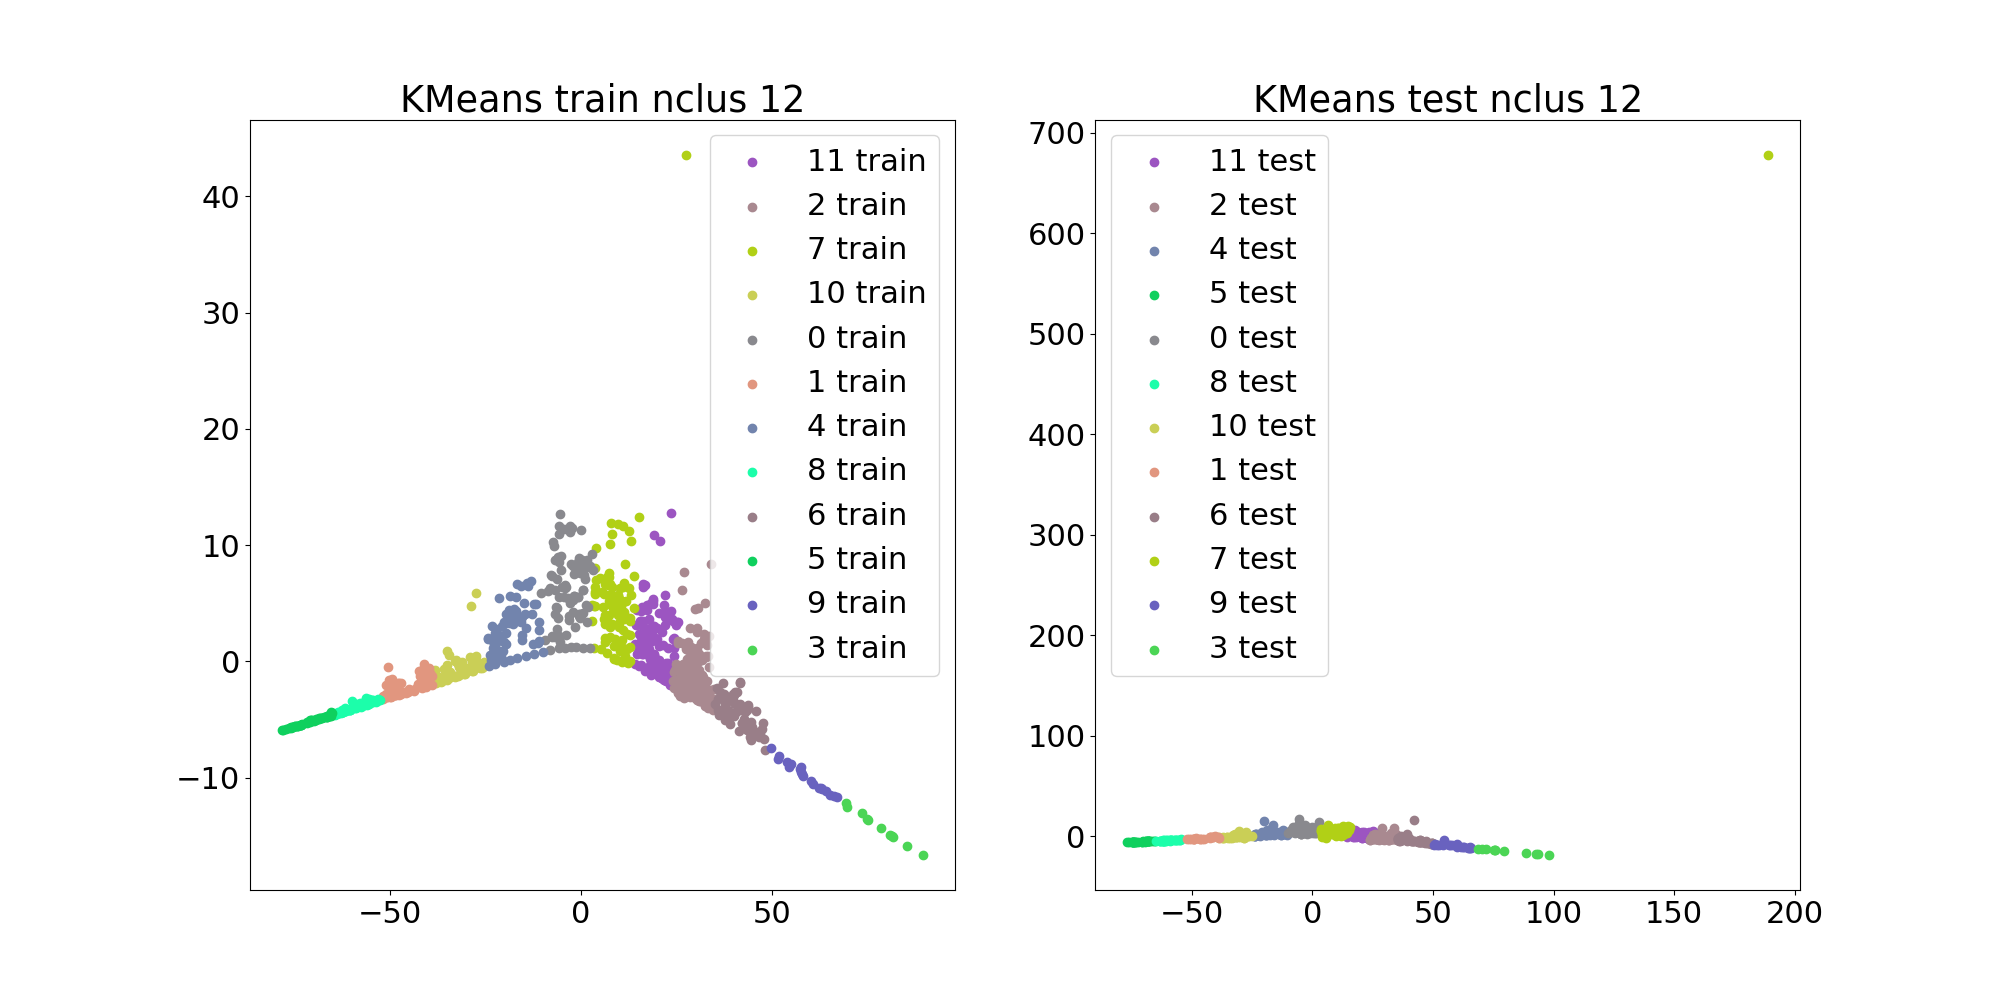 KMeans train nclus 12
40
30
20
10
0
−10
−50
0
50
11 train
2 train
7 train
10 train
0 train
1 train
4 train
8 train
6 train
5 train
9 train
3 train
KMeans test nclus 12
700
600
500
400
300
200
100
0
−50
0
50
100
150
200
11 test
2 test
4 test
5 test
0 test
8 test
10 test
1 test
6 test
7 test
9 test
3 test